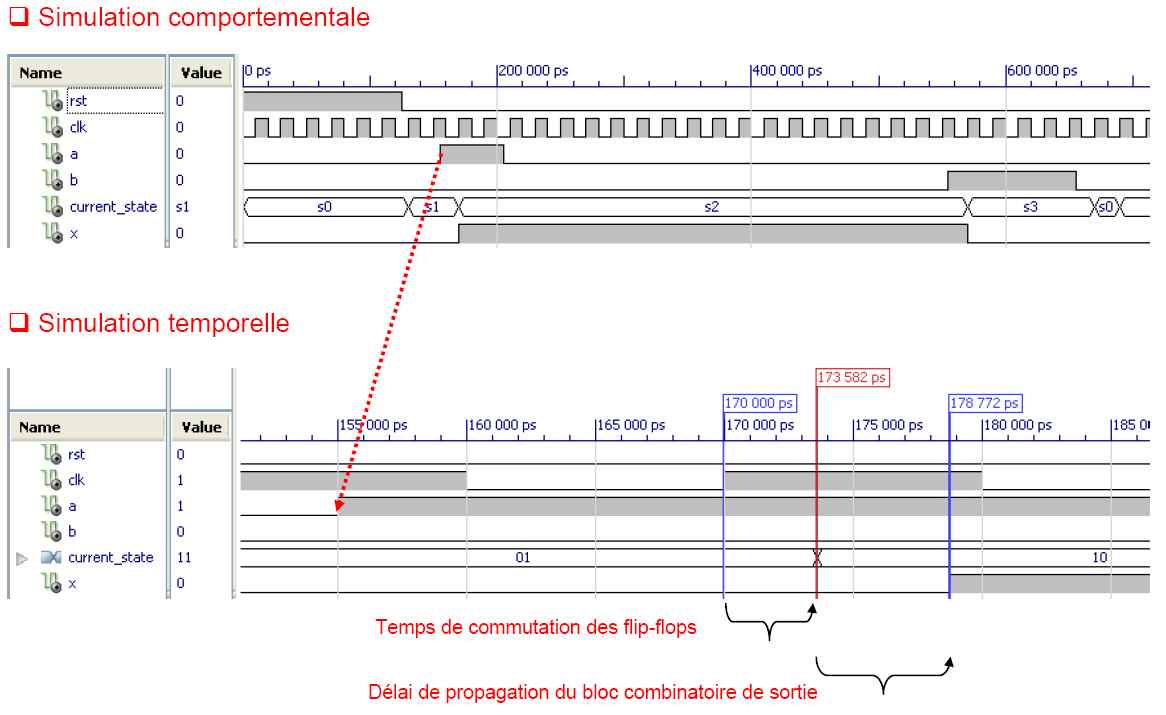 Simulation comportementale
Name Value 0 ps 200 000 ps 400 000 ps 600 000 ps
rst 0
clk 0
a 0
b 0
current_state s1 s0 s1 s2 s3 s0
x 0
Simulation temporelle
173 582 ps
170 000 ps 178 772 ps
Name Value 155 000 ps 160 000 ps 165 000 ps 170 000 ps 175 000 ps 180 000 ps 185 0
rst 0
clk 1
a 1
b 0
current_state 11 01 10
x 0
Temps de commutation des flip-flops
Délai de propagation du bloc combinatoire de sortie